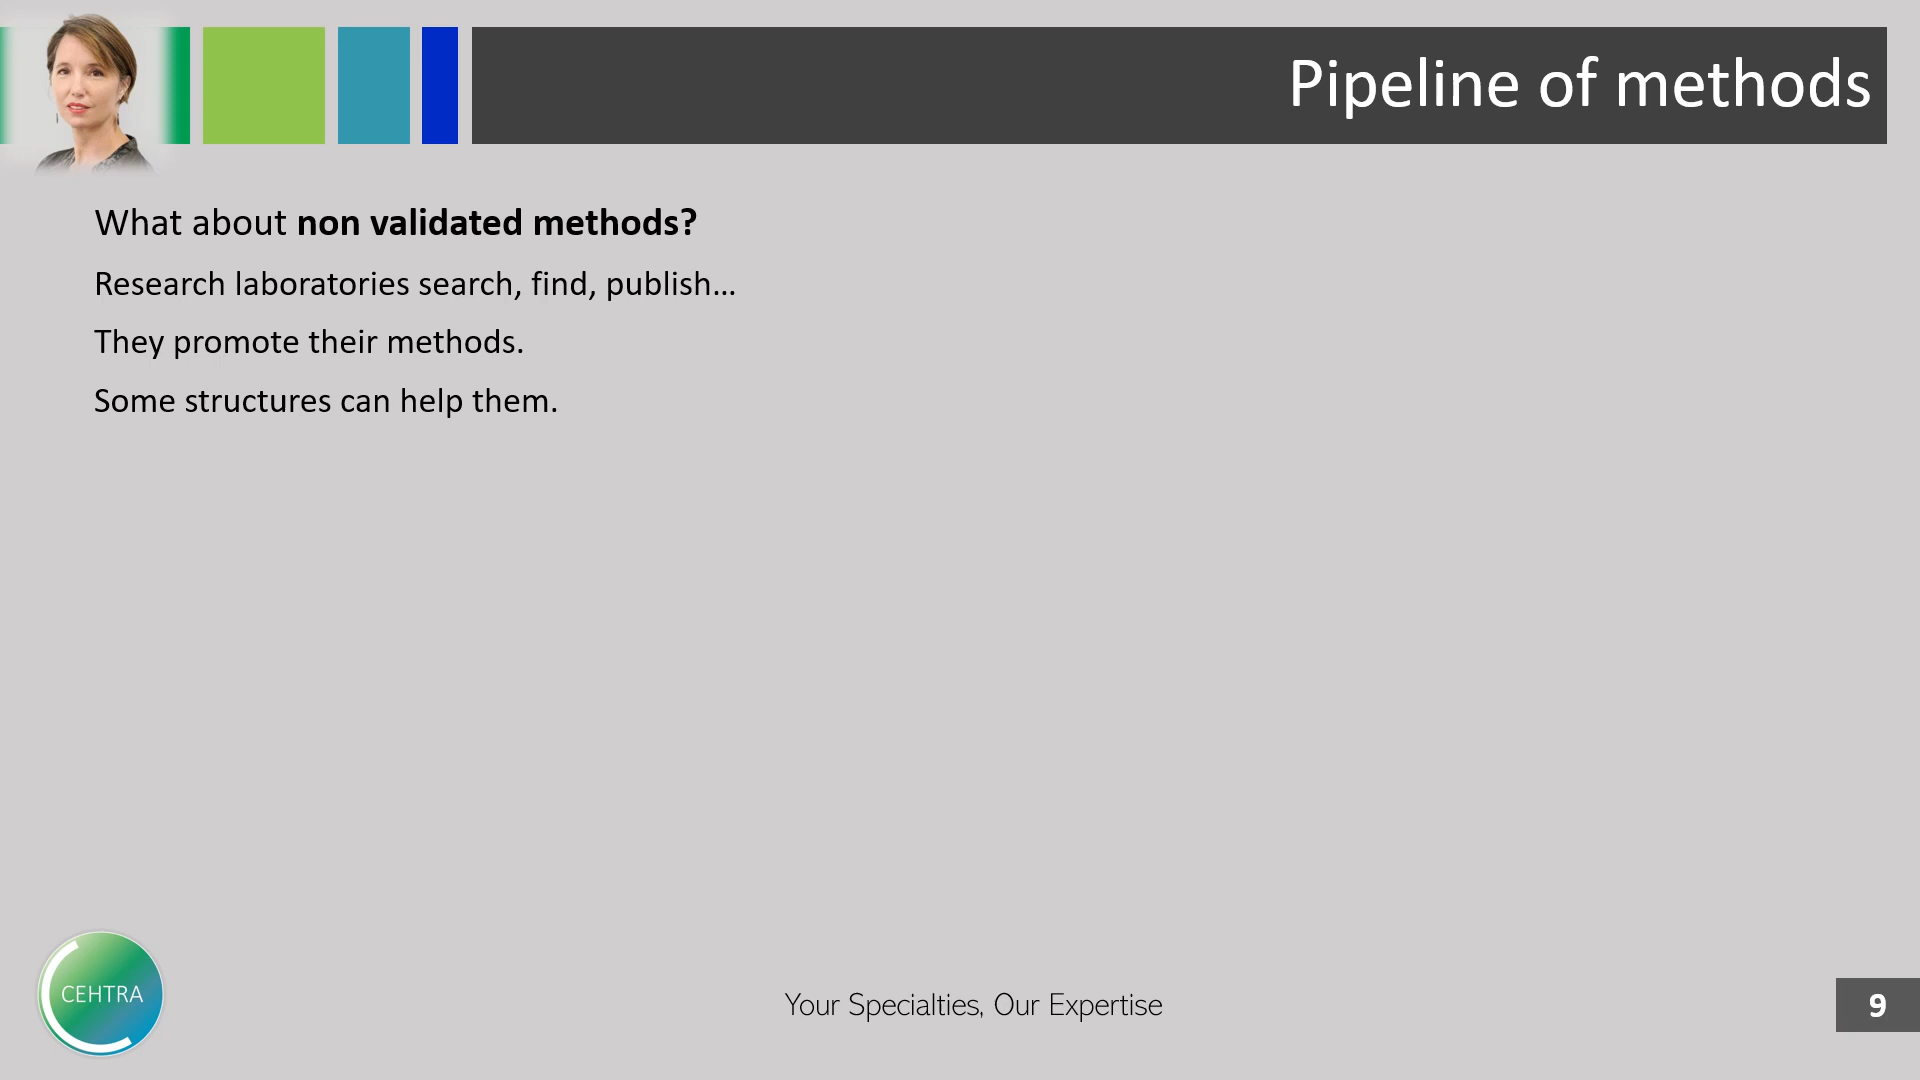 Pipeline of methods
What about non validated methods?
Research laboratories search, find, publish…
They promote their methods.
Some structures can help them.
CEHTRA
Your Specialties, Our Expertise
9